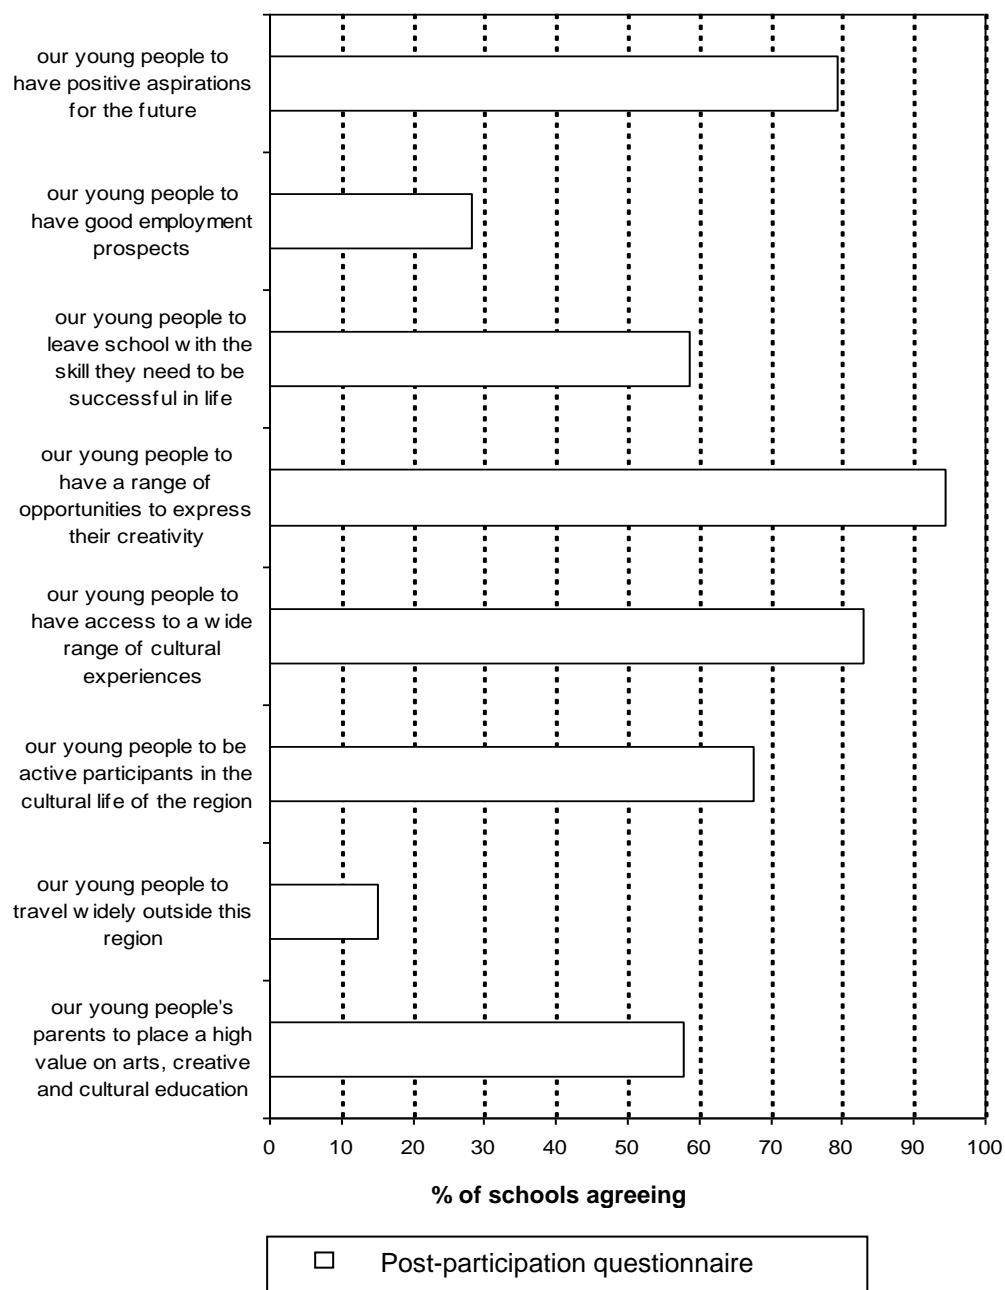 our young people to
have positive aspirations
for the future
our young people to
have good employment
prospects
our young people to
leave school with the
skill they need to be
successful in life
our young people to
have a range of
opportunities to express
their creativity
our young people to
have access to a wide
range of cultural
experiences
our young people to be
active participants in the
cultural life of the region
our young people to
travel widely outside this
region
our young people's
parents to place a high
value on arts, creative
and cultural education
0 10 20 30 40 50 60 70 80 90 100
% of schools agreeing
Post-participation questionnaire